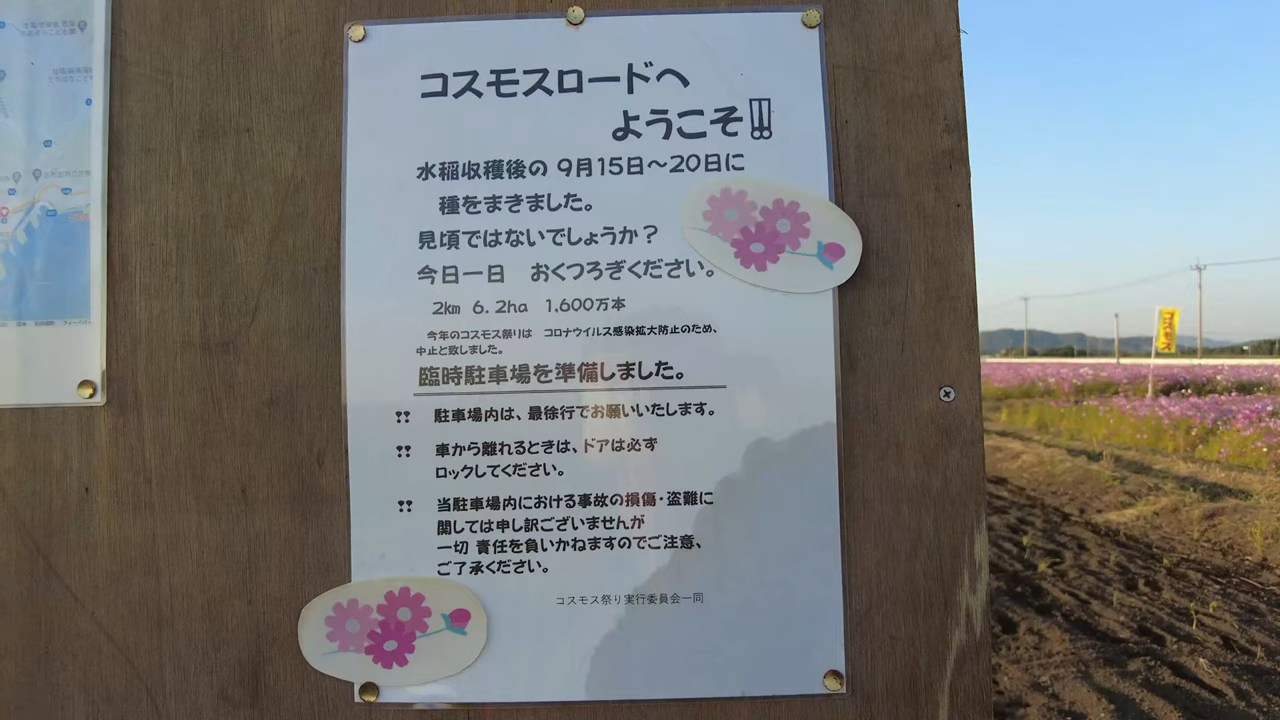 コスモスロードへ
ようこそ!!
水稲収穫後の 9月15日～20日に
種をまきました。
見頃ではないでしょうか？
今日一日 おくつろぎください。
2km 6.2ha 1,600万本
今年のコスモス祭りは コロナウイルス感染拡大防止のため、
中止と致しました。
臨時駐車場を準備しました。
!! 駐車場内は、最徐行でお願いいたします。
!! 車から離れるときは、ドアは必ず
ロックしてください。
!! 当駐車場内における事故の損傷・盗難に
関しては申し訳ございませんが
一切 責任を負いかねますのでご注意、
ご了承ください。
コスモス祭り実行委員会一同
コスモス